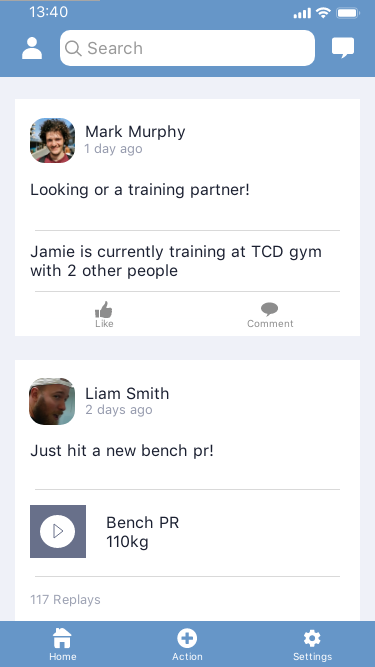 13:40
Search
Mark Murphy
1 day ago
Looking or a training partner!
Jamie is currently training at TCD gym
with 2 other people
Like
Comment
Liam Smith
2 days ago
Just hit a new bench pr!
Bench PR
110kg
117 Replays
Home
Action
Settings